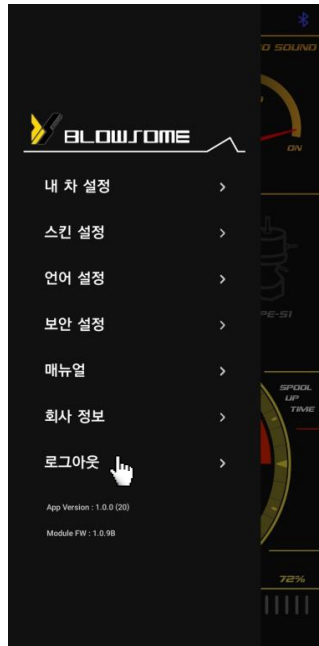 BLOWSOME
내 차 설정
스킨 설정
언어 설정
보안 설정
매뉴얼
회사 정보
로그아웃
App Version : 1.0.0 (20)
Module FW : 1.0.9B
SOUND
ON
PE-S1
SPOOL
UP
TIME
72%